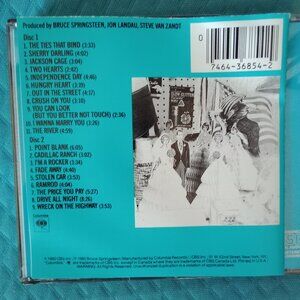 Produced by BRUCE SPRINGSTEEN, JON LANDAU, STEVE VAN ZANDT
Disc 1
1. THE TIES THAT BIND (3:33)
2. SHERRY DARLING (4:02)
3. JACKSON CAGE (3:04)
4. TWO HEARTS (2:42)
5. INDEPENDENCE DAY (4:46)
6. HUNGRY HEART (3:19)
7. OUT IN THE STREET (4:17)
8. CRUSH ON YOU (3:10)
9. YOU CAN LOOK
(BUT YOU BETTER NOT TOUCH) (2:36)
10. I WANNA MARRY YOU (3:26)
11. THE RIVER (4:59)
Disc 2
1. POINT BLANK (6:05)
2. CADILLAC RANCH (3:02)
3. I'M A ROCKER (3:34)
4. FADE AWAY (4:40)
5. STOLEN CAR (3:53)
6. RAMROD (4:04)
7. THE PRICE YOU PAY (5:27)
8. DRIVE ALL NIGHT (8:26)
9. WRECK ON THE HIGHWAY (3:53)
0
7464-36854-2
Columbia